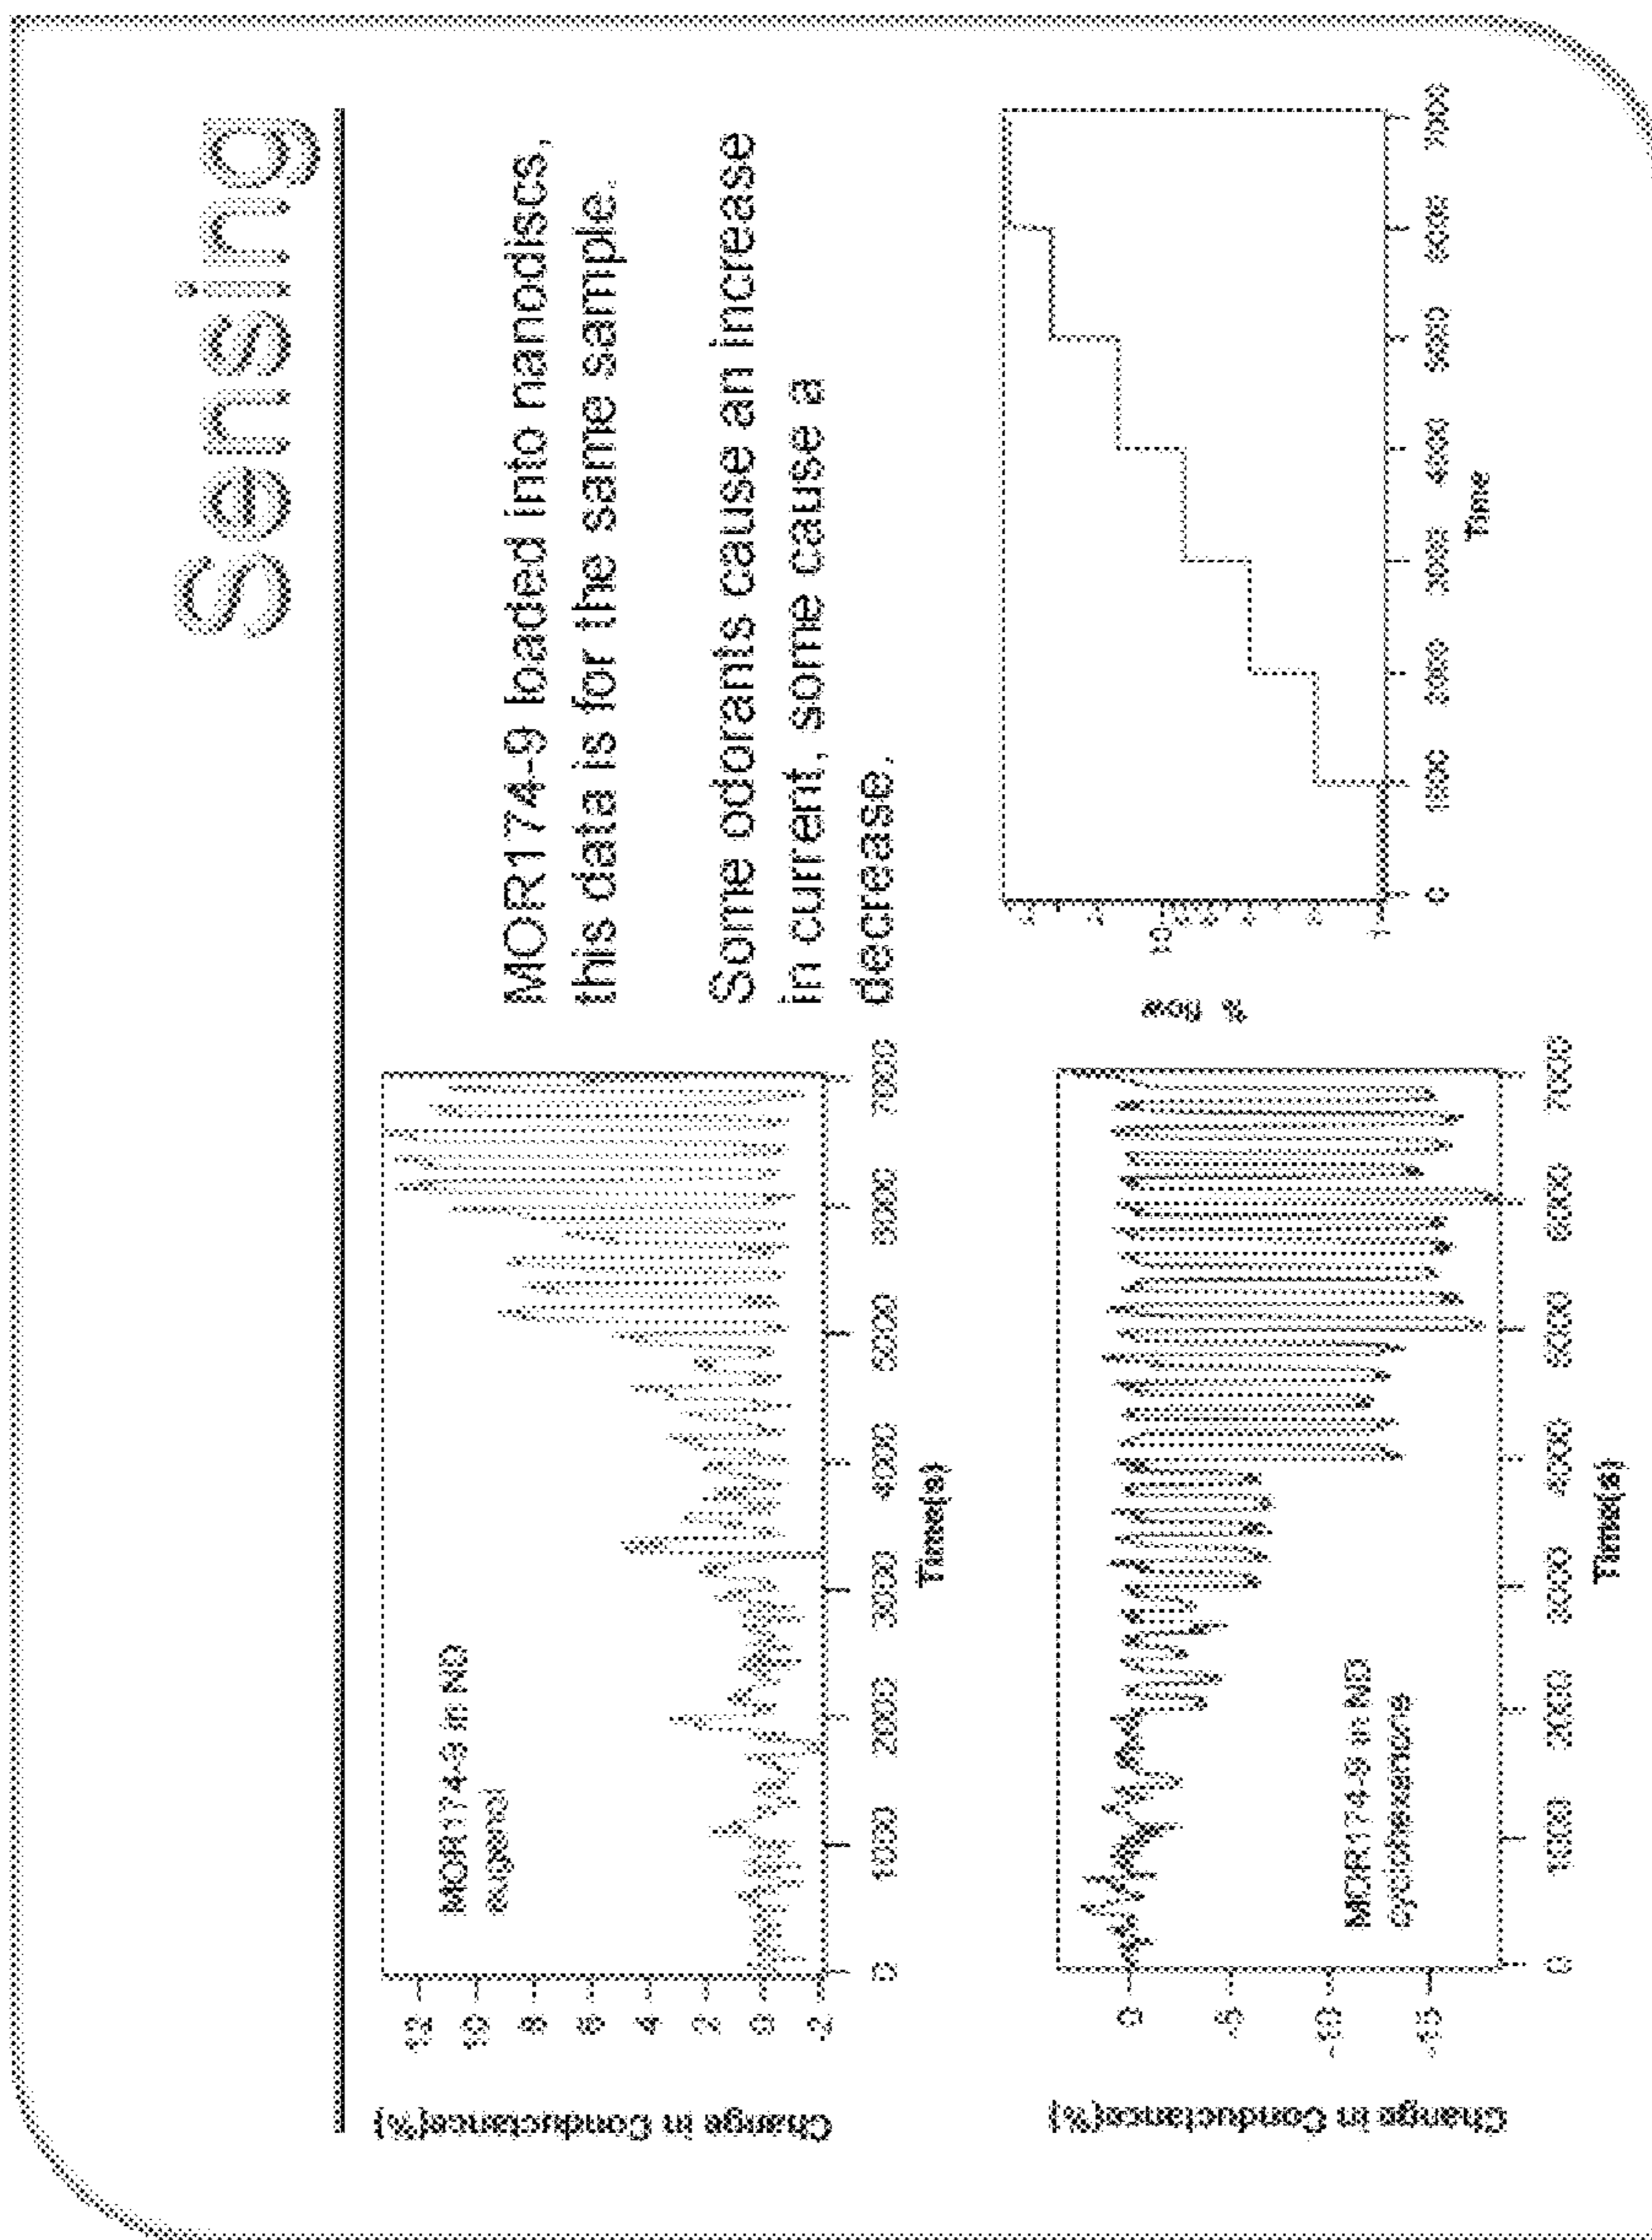 Sensing
MOR174-9 loaded into nanodiscs,
this data is for the same sample.
Some odorants cause an increase
in current, some cause a
decrease.
Change in Conductance(%)
12
10
8
6
4
2
0
-2
MOR174-9 in ND
eugenol
0 1000 2000 3000 4000 5000 6000 7000
Time(s)
Change in Conductance(%)
0
-5
-10
-15
MOR174-9 in ND
cyclohexanone
0 1000 2000 3000 4000 5000 6000 7000
Time(s)
% flow
10
1
0 1000 2000 3000 4000 5000 6000 7000
Time